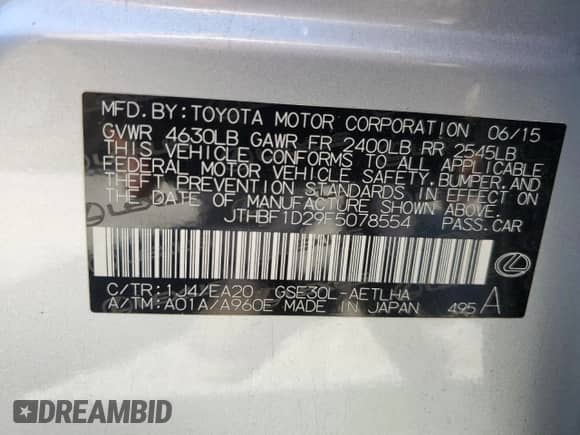 MFD. BY: TOYOTA MOTOR CORPORATION 06/15
GVWR 4630LB GAWR FR 2400LB RR 2545LB
THIS VEHICLE CONFORMS TO ALL APPLICABLE
FEDERAL MOTOR VEHICLE SAFETY, BUMPER, AND
THEFT PREVENTION STANDARDS IN EFFECT ON
THE DATE OF MANUFACTURE SHOWN ABOVE.
JTHBF1D29F5078554 PASS. CAR
C/TR: 1J4/EA20 GSE30L-AETLHA
A/TM: A01A/A960E MADE IN JAPAN 495 A
DREAMBID